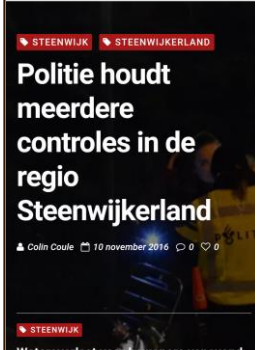 STEENWIJK STEENWIJKERLAND
Politie houdt
meerdere
controles in de
regio
Steenwijkerland
Colin Coule 10 november 2016 0 0
STEENWIJK